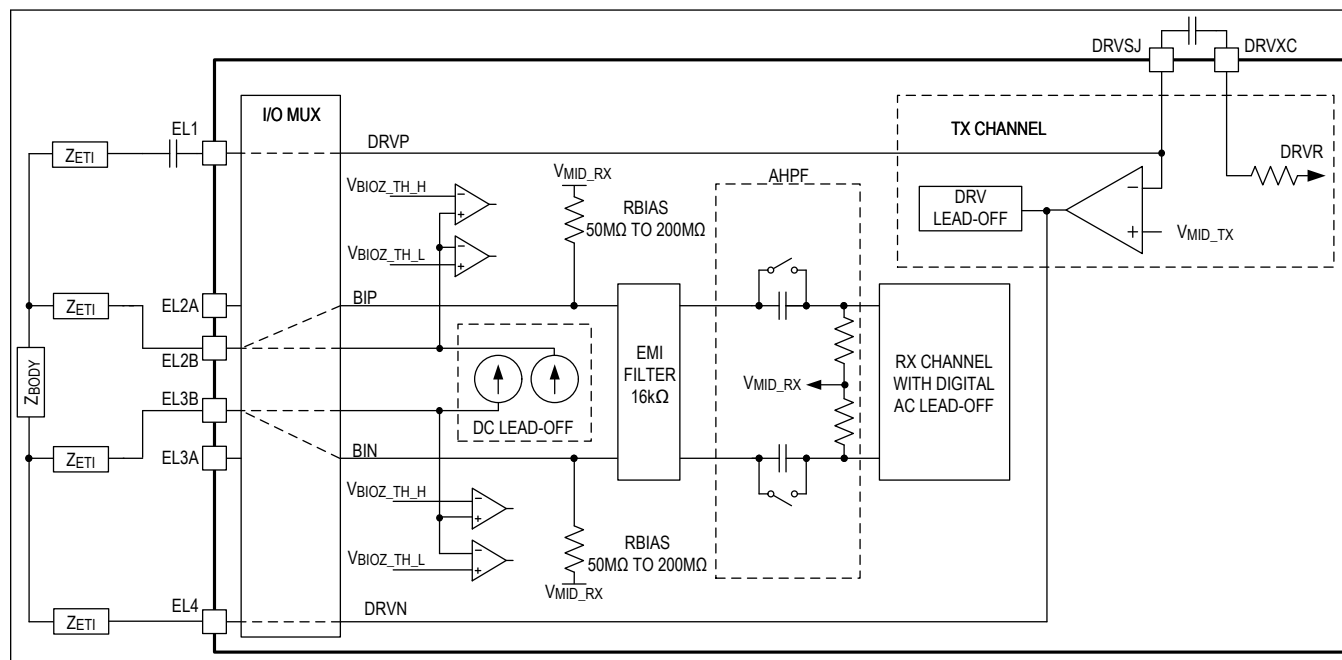 DRVSJ
DRVXC
I/O MUX
TX CHANNEL
EL1
DRVP
ZETI
DRVR
VMID_RX
AHPF
VBIOZ_TH_H
DRV
LEAD-OFF
RBIAS
50MΩ TO 200MΩ
VMID_TX
VBIOZ_TH_L
EL2A
BIP
ZETI
EL2B
EMI
FILTER
16kΩ
RX CHANNEL
WITH DIGITAL
AC LEAD-OFF
VMID_RX
ZBODY
EL3B
DC LEAD-OFF
ZETI
EL3A
BIN
VBIOZ_TH_H
RBIAS
50MΩ TO 200MΩ
VBIOZ_TH_L
VMID_RX
EL4
DRVN
ZETI